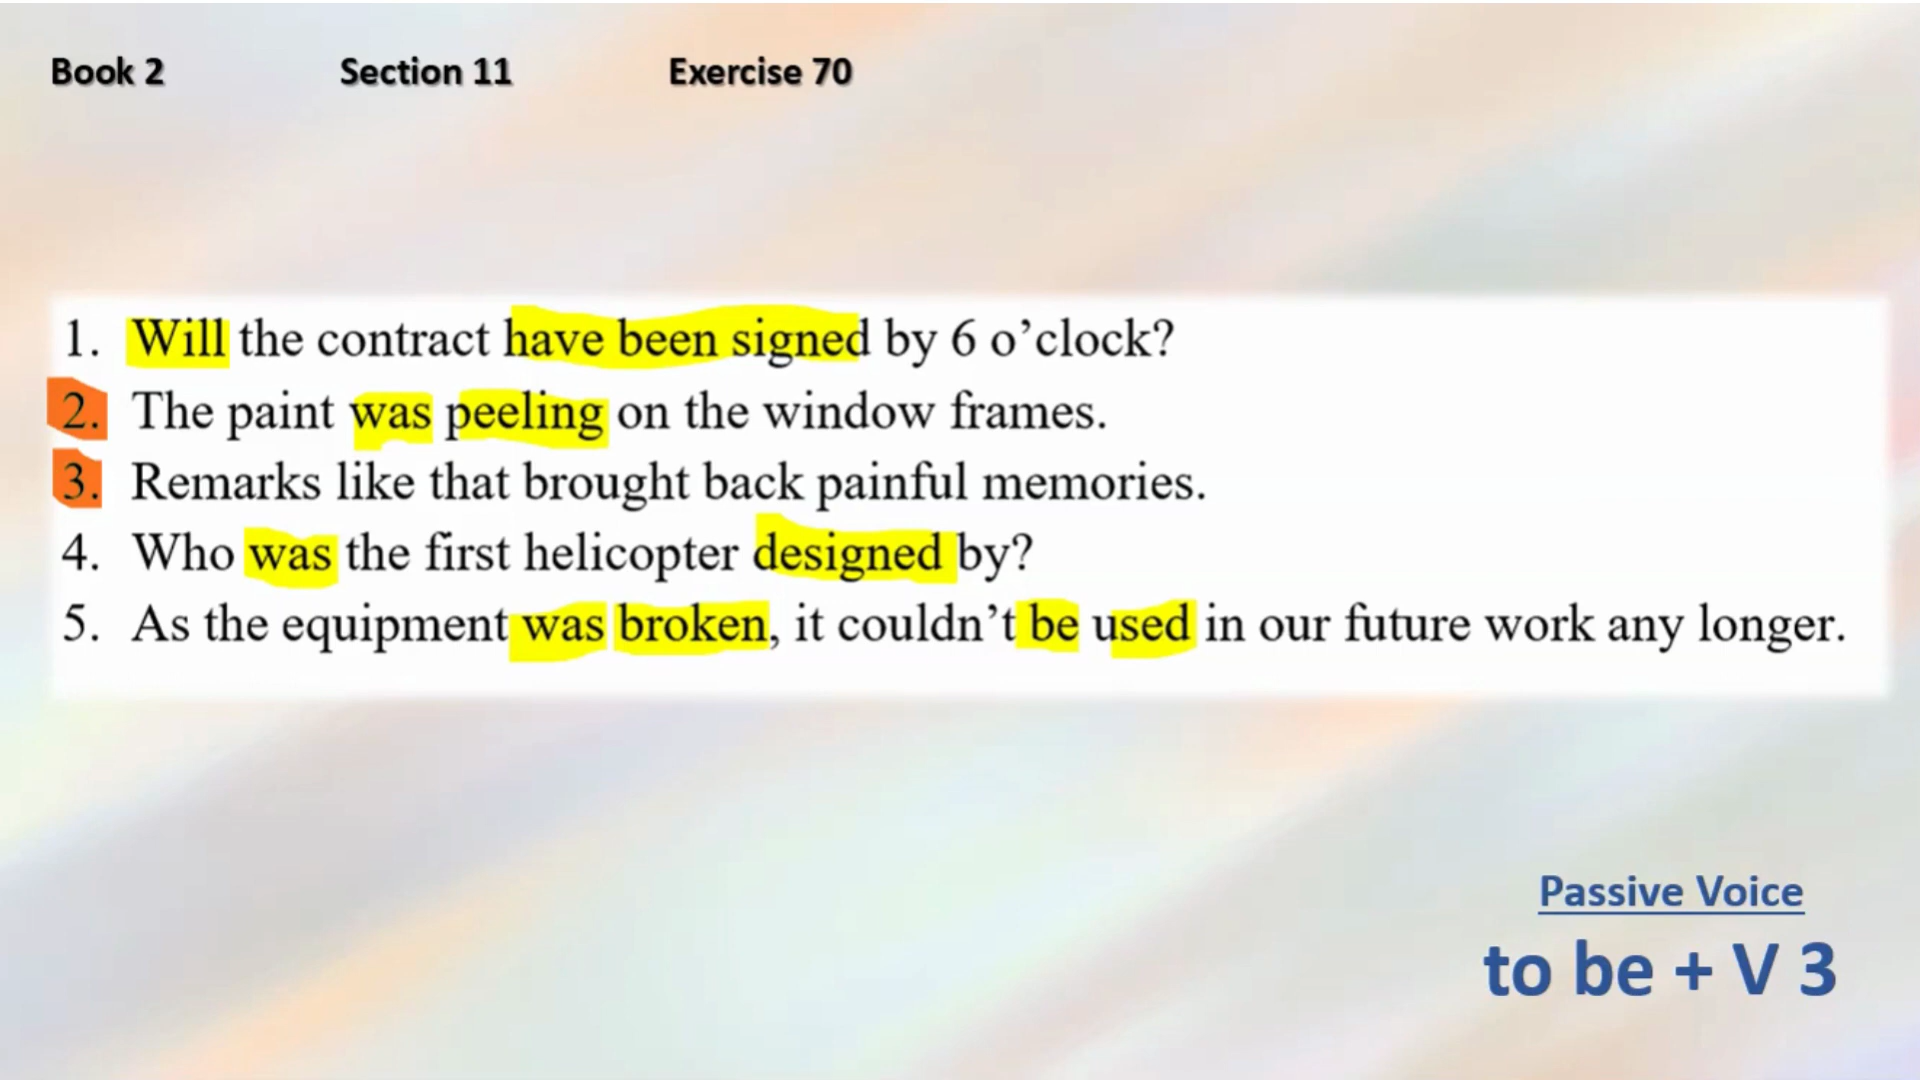 Book 2 Section 11 Exercise 70
1. Will the contract have been signed by 6 o’clock?
2. The paint was peeling on the window frames.
3. Remarks like that brought back painful memories.
4. Who was the first helicopter designed by?
5. As the equipment was broken, it couldn’t be used in our future work any longer.
Passive Voice
to be + V 3